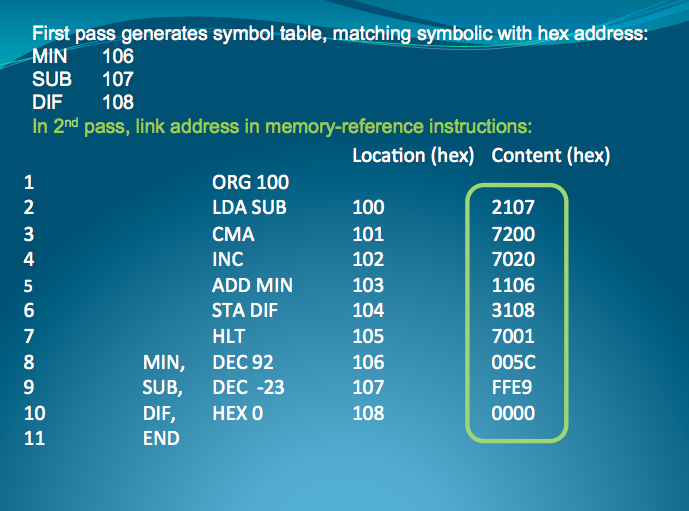 First pass generates symbol table, matching symbolic with hex address:
MIN 106
SUB 107
DIF 108
In 2nd pass, link address in memory-reference instructions:
Location (hex) Content (hex)
1 ORG 100
2 LDA SUB 100 2107
3 CMA 101 7200
4 INC 102 7020
5 ADD MIN 103 1106
6 STA DIF 104 3108
7 HLT 105 7001
8 MIN, DEC 92 106 005C
9 SUB, DEC -23 107 FFE9
10 DIF, HEX 0 108 0000
11 END